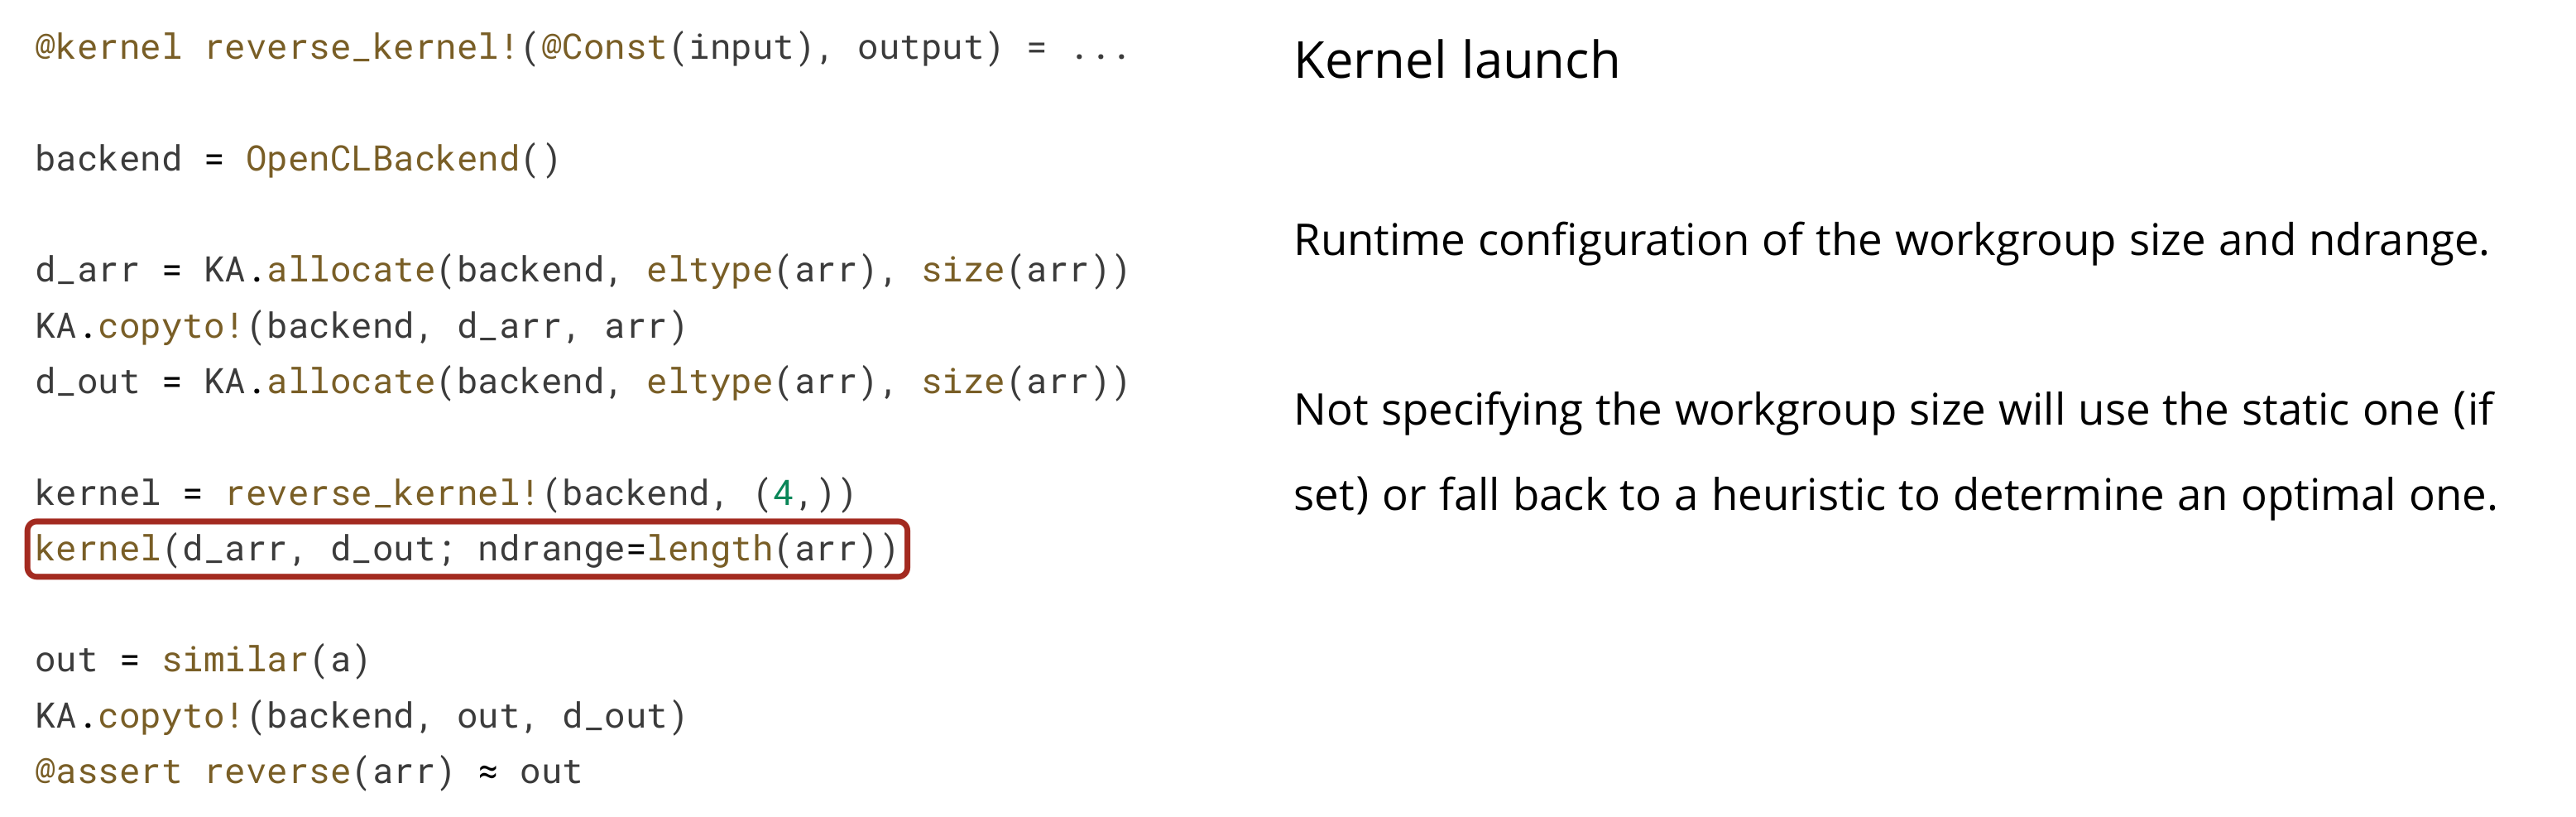 @kernel reverse_kernel!(@Const(input), output) = ...
backend = OpenCLBackend()
d_arr = KA.allocate(backend, eltype(arr), size(arr))
KA.copyto!(backend, d_arr, arr)
d_out = KA.allocate(backend, eltype(arr), size(arr))
kernel = reverse_kernel!(backend, (4,))
kernel(d_arr, d_out; ndrange=length(arr))
out = similar(a)
KA.copyto!(backend, out, d_out)
@assert reverse(arr) ≈ out
Kernel launch
Runtime configuration of the workgroup size and ndrange.
Not specifying the workgroup size will use the static one (if
set) or fall back to a heuristic to determine an optimal one.